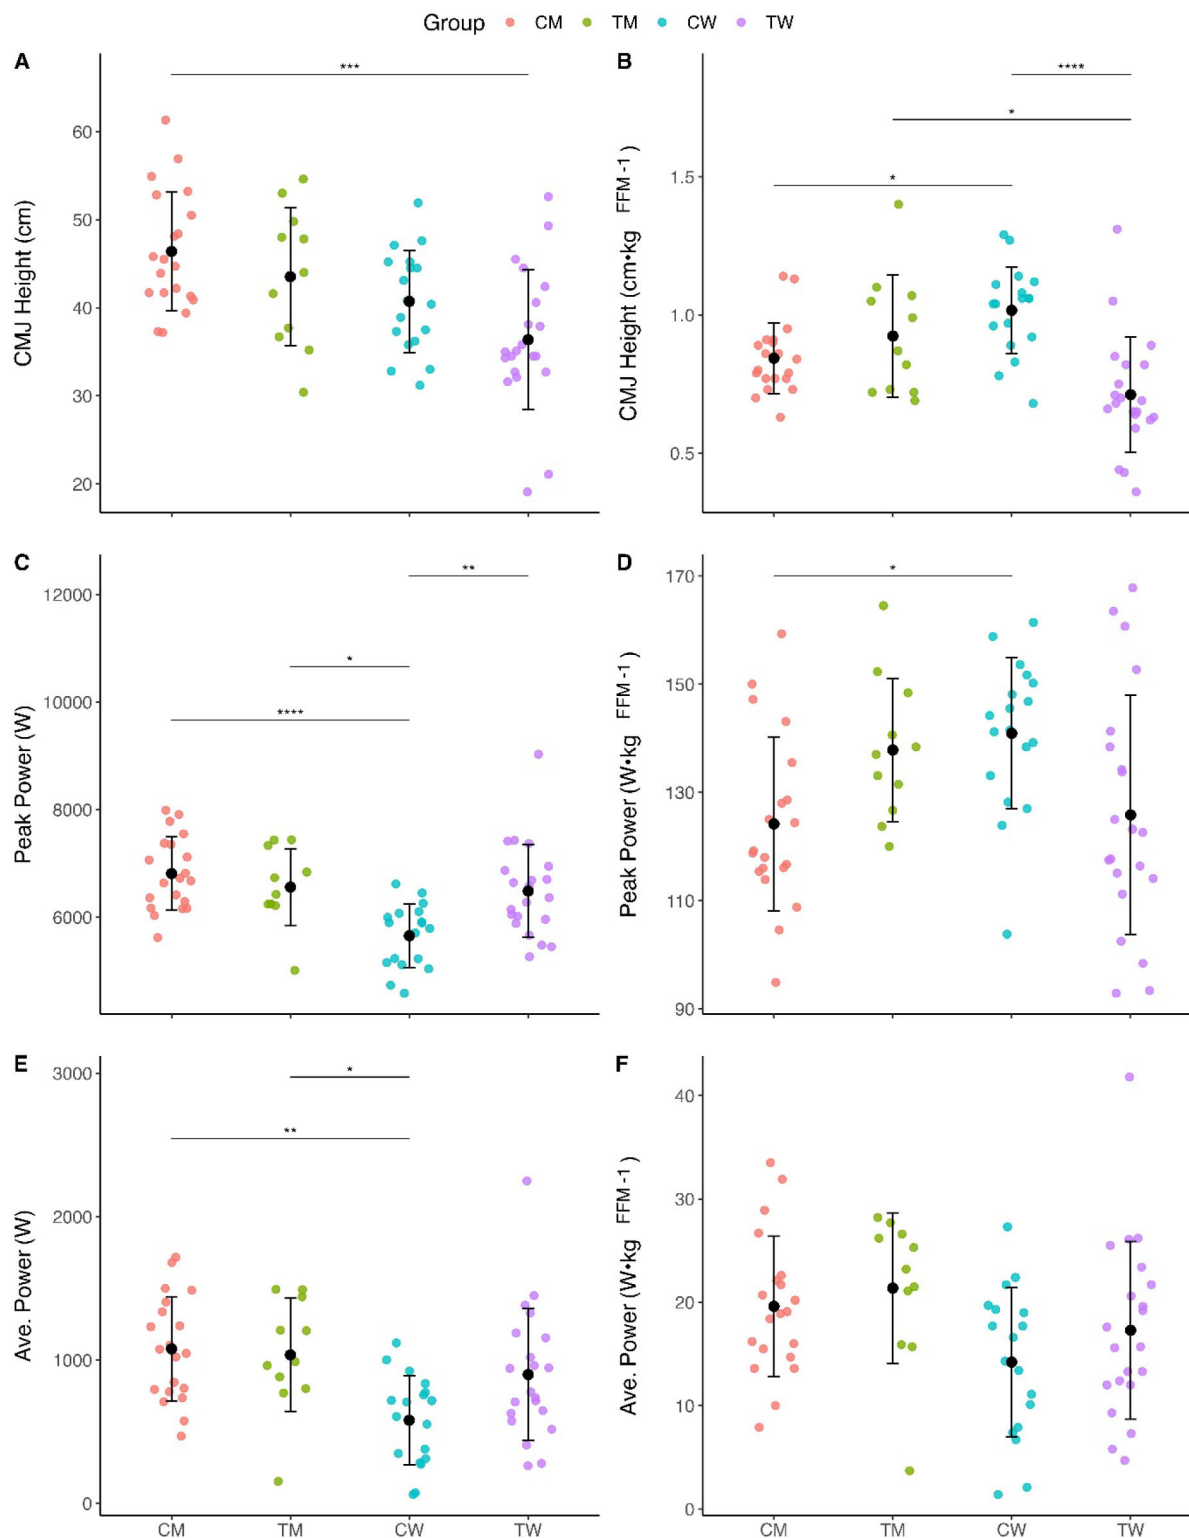 Group CM TM CW TW
A
***
60
50
40
30
20
CMJ Height (cm)
B
****
*
*
1.5
1.0
0.5
CMJ Height (cm•kg FFM -1 )
C
**
*
****
12000
10000
8000
6000
Peak Power (W)
D
*
170
150
130
110
90
Peak Power (W•kg FFM -1 )
E
*
**
3000
2000
1000
0
Ave. Power (W)
CM TM CW TW
F
40
30
20
10
0
Ave. Power (W•kg FFM -1 )
CM TM CW TW